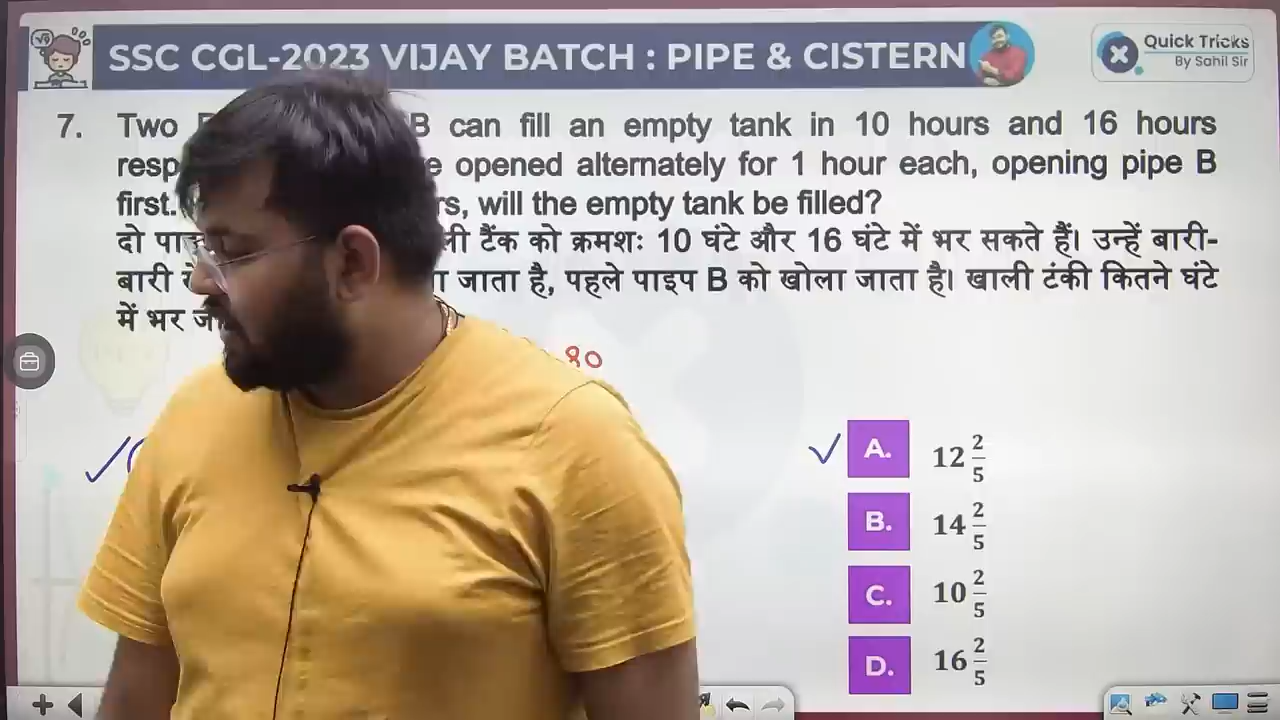 SSC CGL-2023 VIJAY BATCH : PIPE & CISTERN
Quick Tricks
By Sahil Sir
7. Two B can fill an empty tank in 10 hours and 16 hours
opened alternately for 1 hour each, opening pipe B
first. will the empty tank be filled?
दो टैंक को क्रमशः 10 घंटे और 16 घंटे में भर सकते हैं। उन्हें बारी-
बारी जाता है, पहले पाइप B को खोला जाता है। खाली टंकी कितने घंटे
में भर
80
A. 12 2/5
B. 14 2/5
C. 10 2/5
D. 16 2/5